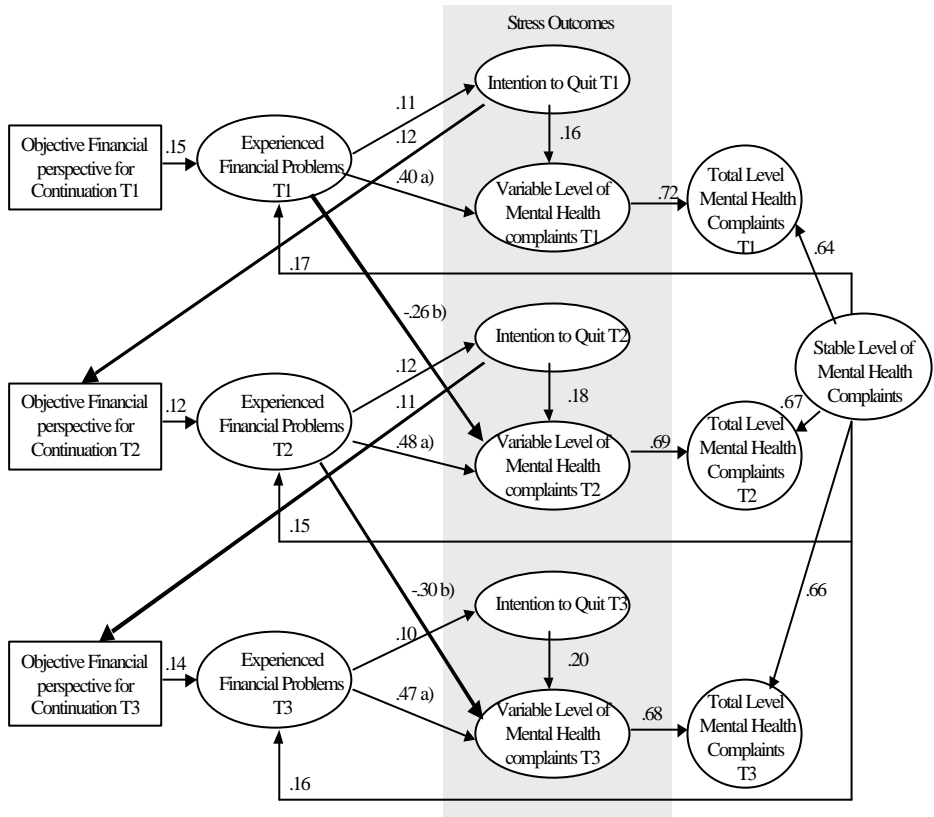 Stress Outcomes
Intention to Quit T1
.11
.12
.16
Objective Financial
perspective for
Continuation T1
.15
Experienced
Financial Problems
T1
.40 a)
Variable Level of
Mental Health
complaints T1
.72
Total Level
Mental Health
Complaints
T1
.64
.17
-.26 b)
Intention to Quit T2
Stable Level of
Mental Health
Complaints
.12
.11
.18
.67
Objective Financial
perspective for
Continuation T2
.12
Experienced
Financial Problems
T2
.48 a)
Variable Level of
Mental Health
complaints T2
.69
Total Level
Mental Health
Complaints
T2
.15
-.30 b)
.66
Intention to Quit T3
.10
.20
Objective Financial
perspective for
Continuation T3
.14
Experienced
Financial Problems
T3
.47 a)
Variable Level of
Mental Health
complaints T3
.68
Total Level
Mental Health
Complaints
T3
.16